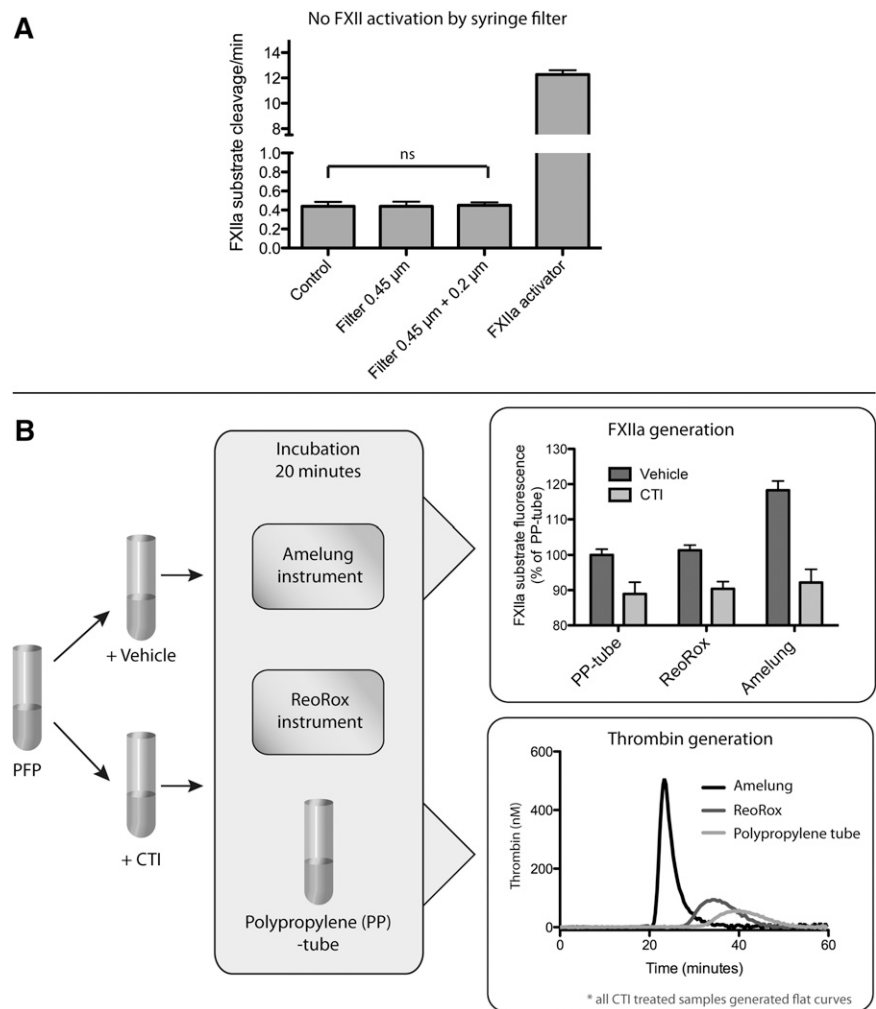 A
No FXII activation by syringe filter
FXIIa substrate cleavage/min
14
12
10
8
1.0
0.8
0.6
0.4
0.2
0.0
ns
Control
Filter 0.45 µm
Filter 0.45 µm + 0.2 µm
FXIIa activator
B
PFP
+ Vehicle
+ CTI
Incubation
20 minutes
Amelung
instrument
ReoRox
instrument
Polypropylene (PP)
-tube
FXIIa generation
FXIIa substrate fluorescence
(% of PP-tube)
130
120
110
100
90
80
Vehicle
CTI
PP-tube
ReoRox
Amelung
Thrombin generation
Thrombin (nM)
600
400
200
0
Amelung
ReoRox
Polypropylene tube
0
20
40
60
Time (minutes)
* all CTI treated samples generated flat curves